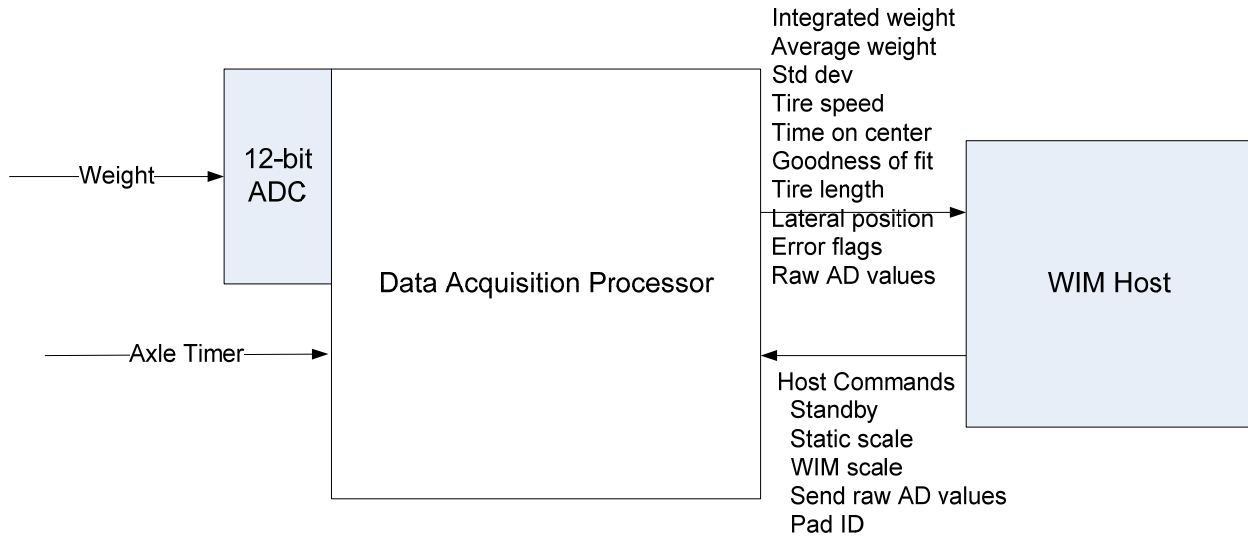 Integrated weight
Average weight
Std dev
Tire speed
Time on center
Goodness of fit
Tire length
Lateral position
Error flags
Raw AD values
12-bit
ADC
Weight
Data Acquisition Processor
WIM Host
Axle Timer
Host Commands
Standby
Static scale
WIM scale
Send raw AD values
Pad ID